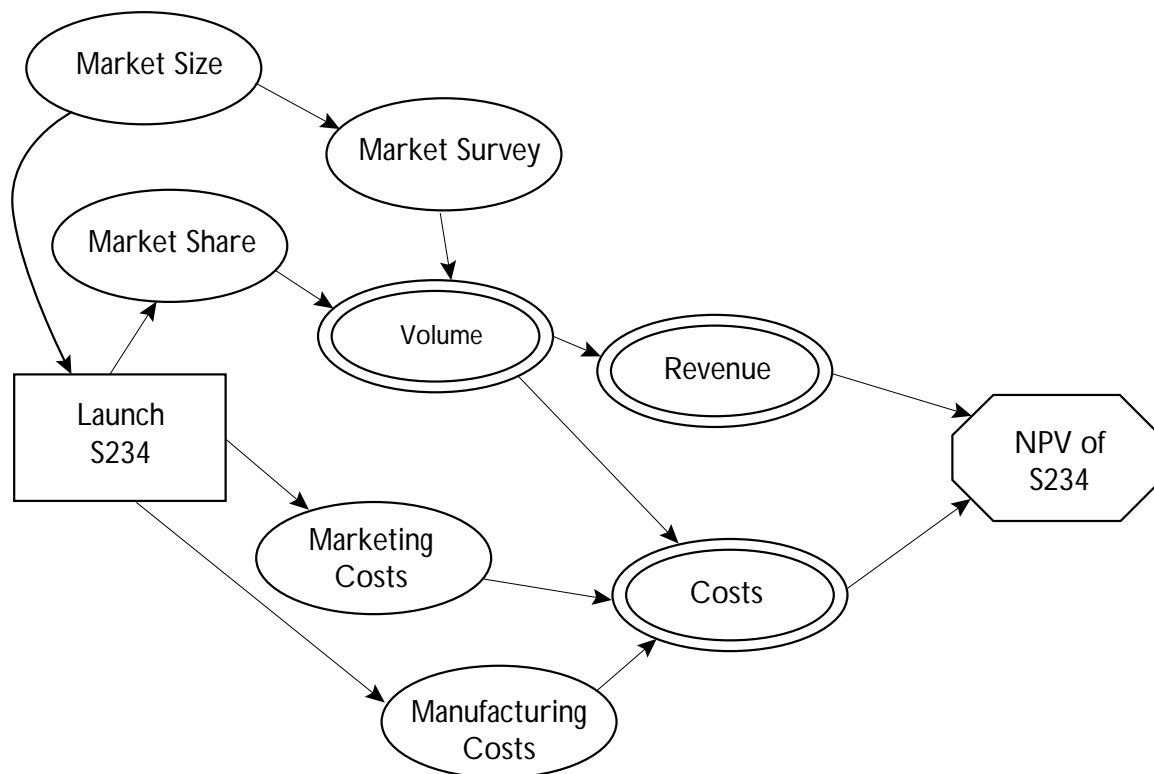 Market Size
Market Survey
Market Share
Volume
Revenue
Launch
S234
NPV of
S234
Marketing
Costs
Costs
Manufacturing
Costs